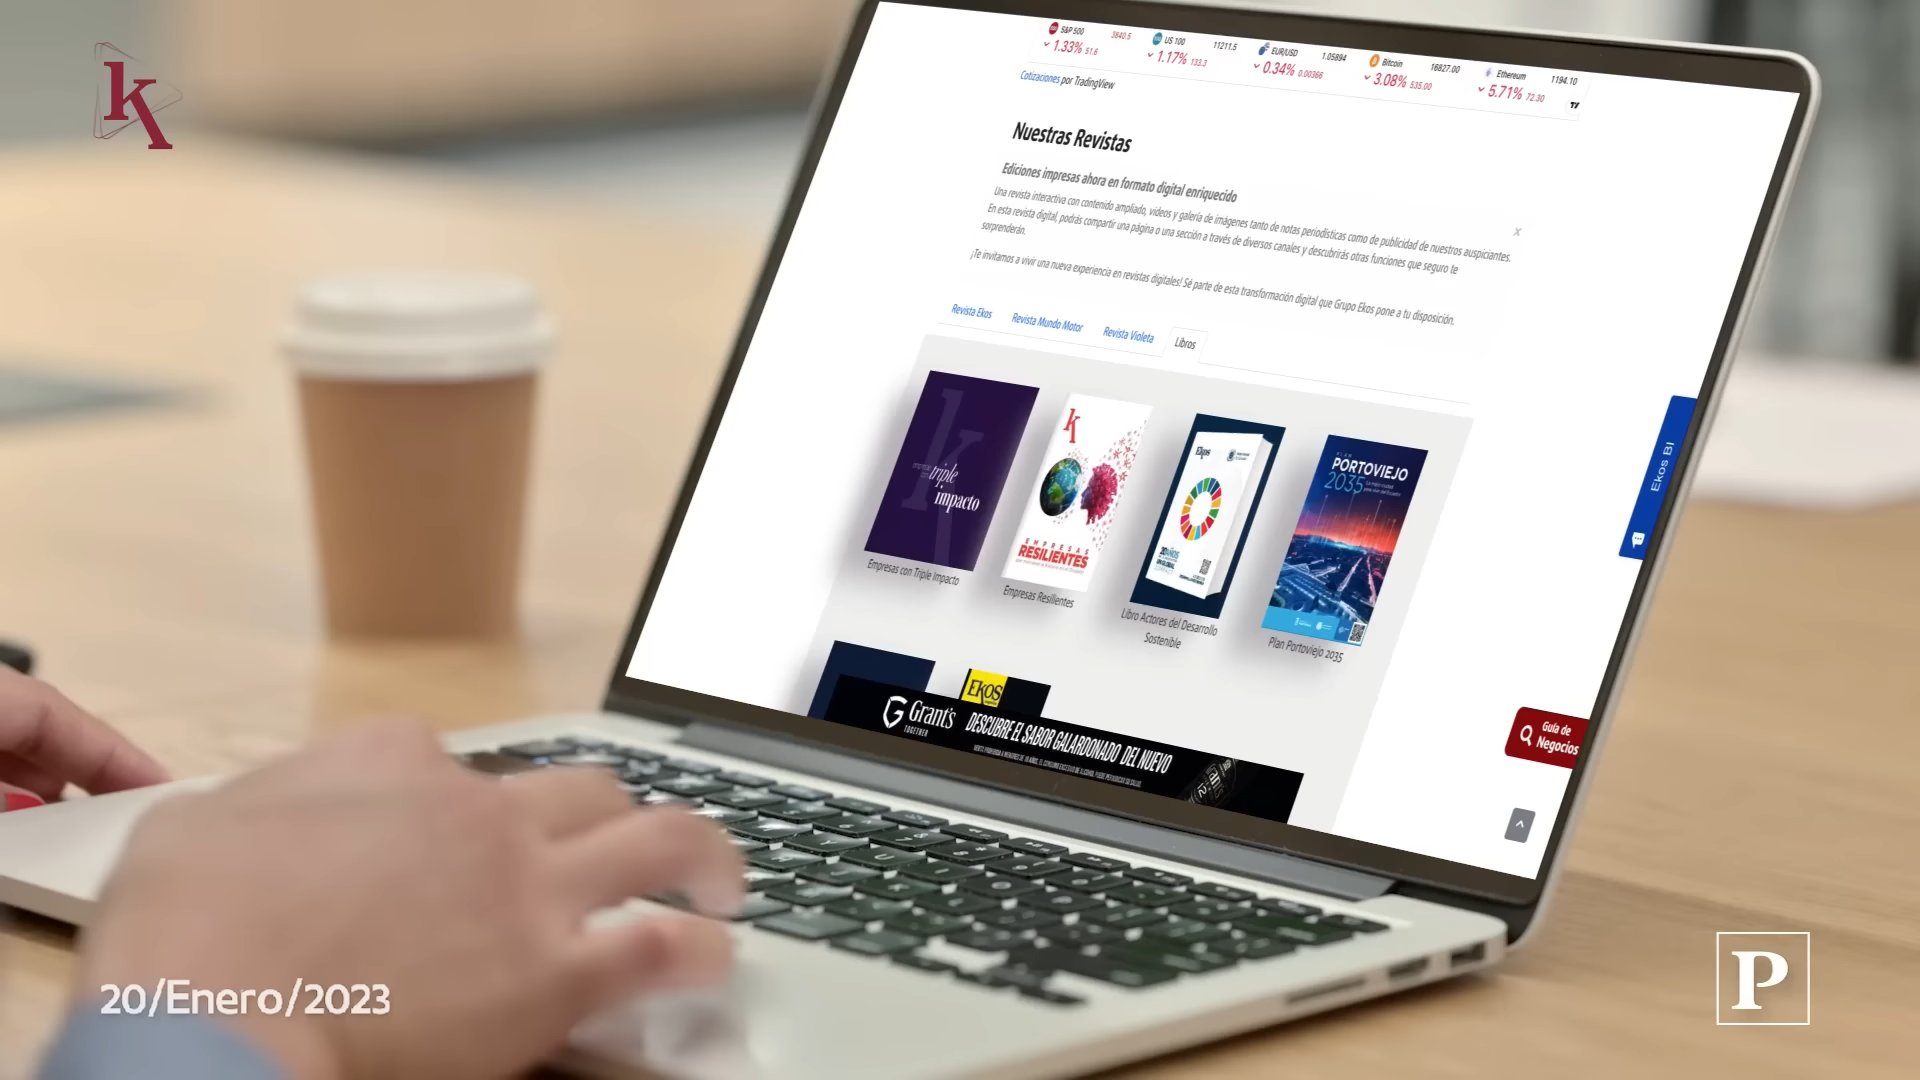 k
S&P 500 3840.5
1.33% 51.6
US 100 11211.5
1.17% 133.3
EUR/USD 1.05894
0.34% 0.00366
Bitcoin 16827.00
3.08% 535.00
Ethereum 1194.10
5.71% 72.30
Cotizaciones por TradingView
Nuestras Revistas
Ediciones impresas ahora en formato digital enriquecido
Una revista interactiva con contenido ampliado, videos y galería de imágenes tanto de notas periodísticas como de publicidad de nuestros auspiciantes.
En esta revista digital, podrás compartir una página o una sección a través de diversos canales y descubrirás otras funciones que seguro te
sorprenderán.
¡Te invitamos a vivir una nueva experiencia en revistas digitales! Sé parte de esta transformación digital que Grupo Ekos pone a tu disposición.
Revista Ekos Revista Mundo Motor Revista Violeta Libros
triple
impacto
k
EMPRESAS
RESILIENTES
Ekos
20 AÑOS
UN GLOBAL
PLAN
PORTOVIEJO
2035
Empresas con Triple Impacto
Empresas Resilientes
Libro Actores del Desarrollo
Sostenible
Plan Portoviejo 2035
Ekos BI
EKOS
Grant's
TOGETHER
DESCUBRE EL SABOR GALARDONADO DEL NUEVO
Guía de
Negocios
20/Enero/2023
P